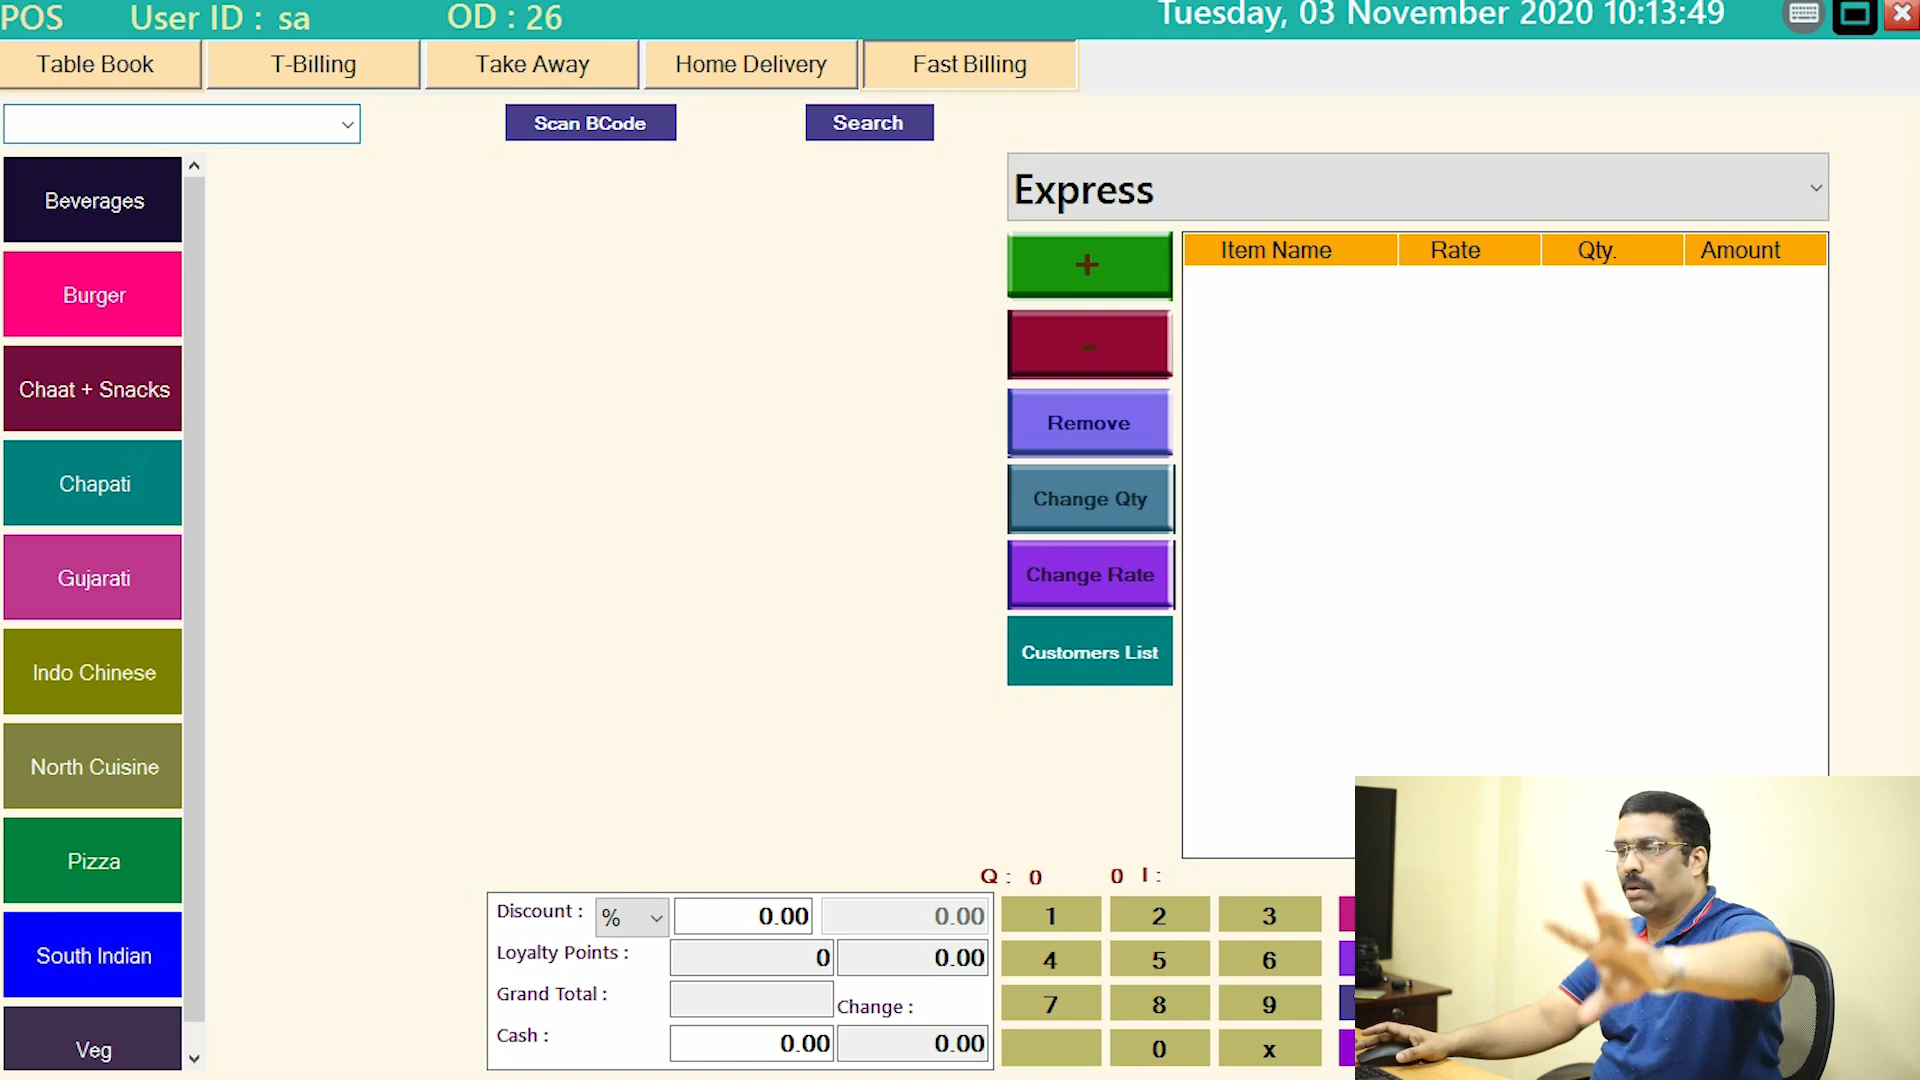 POS User ID : sa OD : 26 Tuesday, 03 November 2020 10:13:49
Table Book T-Billing Take Away Home Delivery Fast Billing
Scan BCode Search
Express
Beverages
Burger
Chaat + Snacks
Chapati
Gujarati
Indo Chinese
North Cuisine
Pizza
South Indian
Veg
+
-
Remove
Change Qty
Change Rate
Customers List
Item Name Rate Qty. Amount
Q : 0 0 I :
Discount : % 0.00 0.00
Loyalty Points : 0 0.00
Grand Total : Change :
Cash : 0.00 0.00
1 2 3
4 5 6
7 8 9
0 x